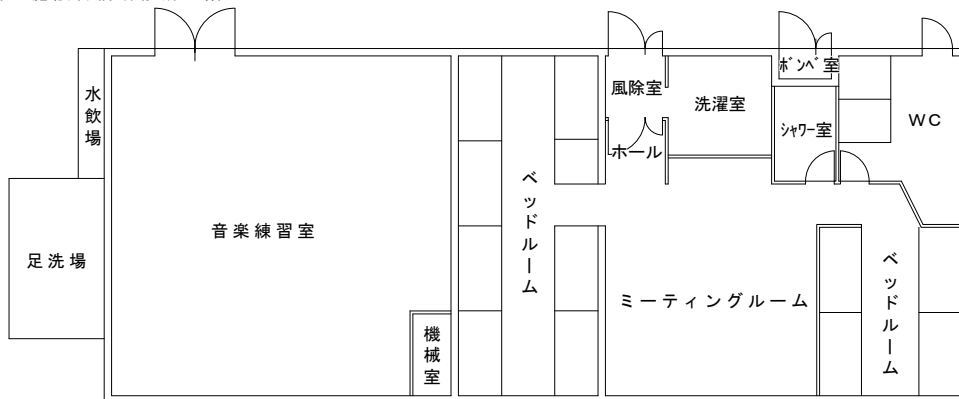 ボンベ室
風除室
水飲場
洗濯室
シャワー室
WC
ホール
ベッドルーム
音楽練習室
足洗場
ミーティングルーム
ベッドルーム
機械室